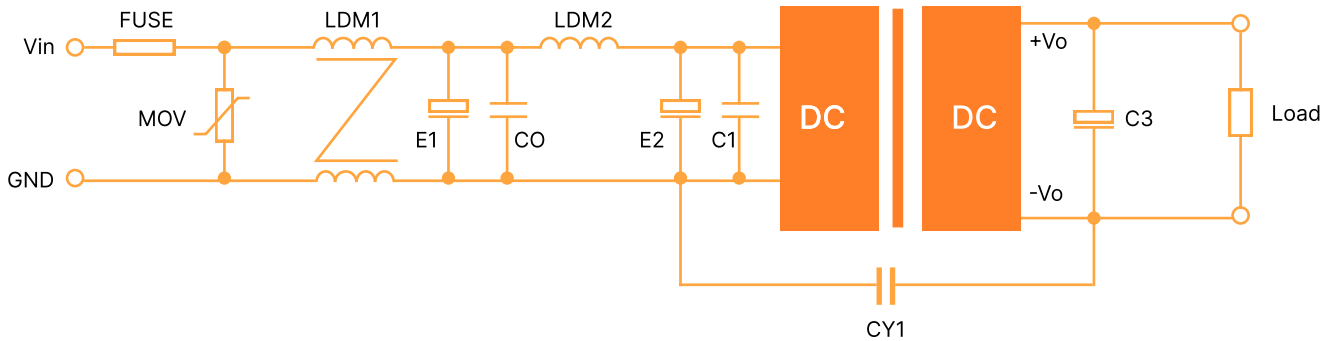 FUSE
LDM1
LDM2
Vin
+Vo
MOV
DC
DC
C3
Load
E1
CO
E2
C1
GND
-Vo
CY1